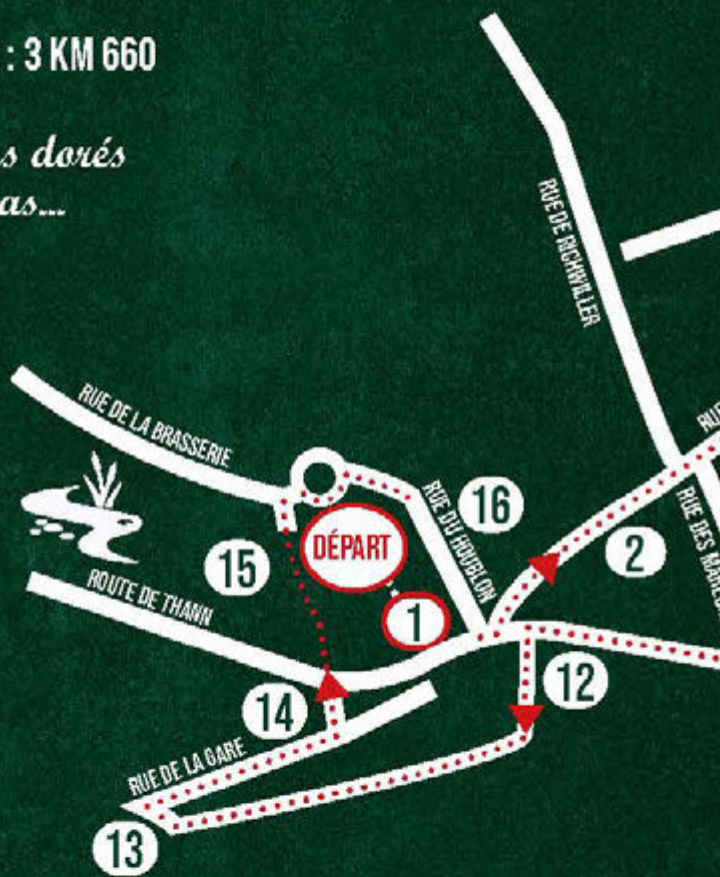 : 3 KM 660
s dorés
as...
RUE DE RICHWILLER
RUE DE LA BRASSERIE
RUE DU HOUBLON
16
DÉPART
2
15
ROUTE DE THANN
1
12
14
RUE DE LA GARE
13